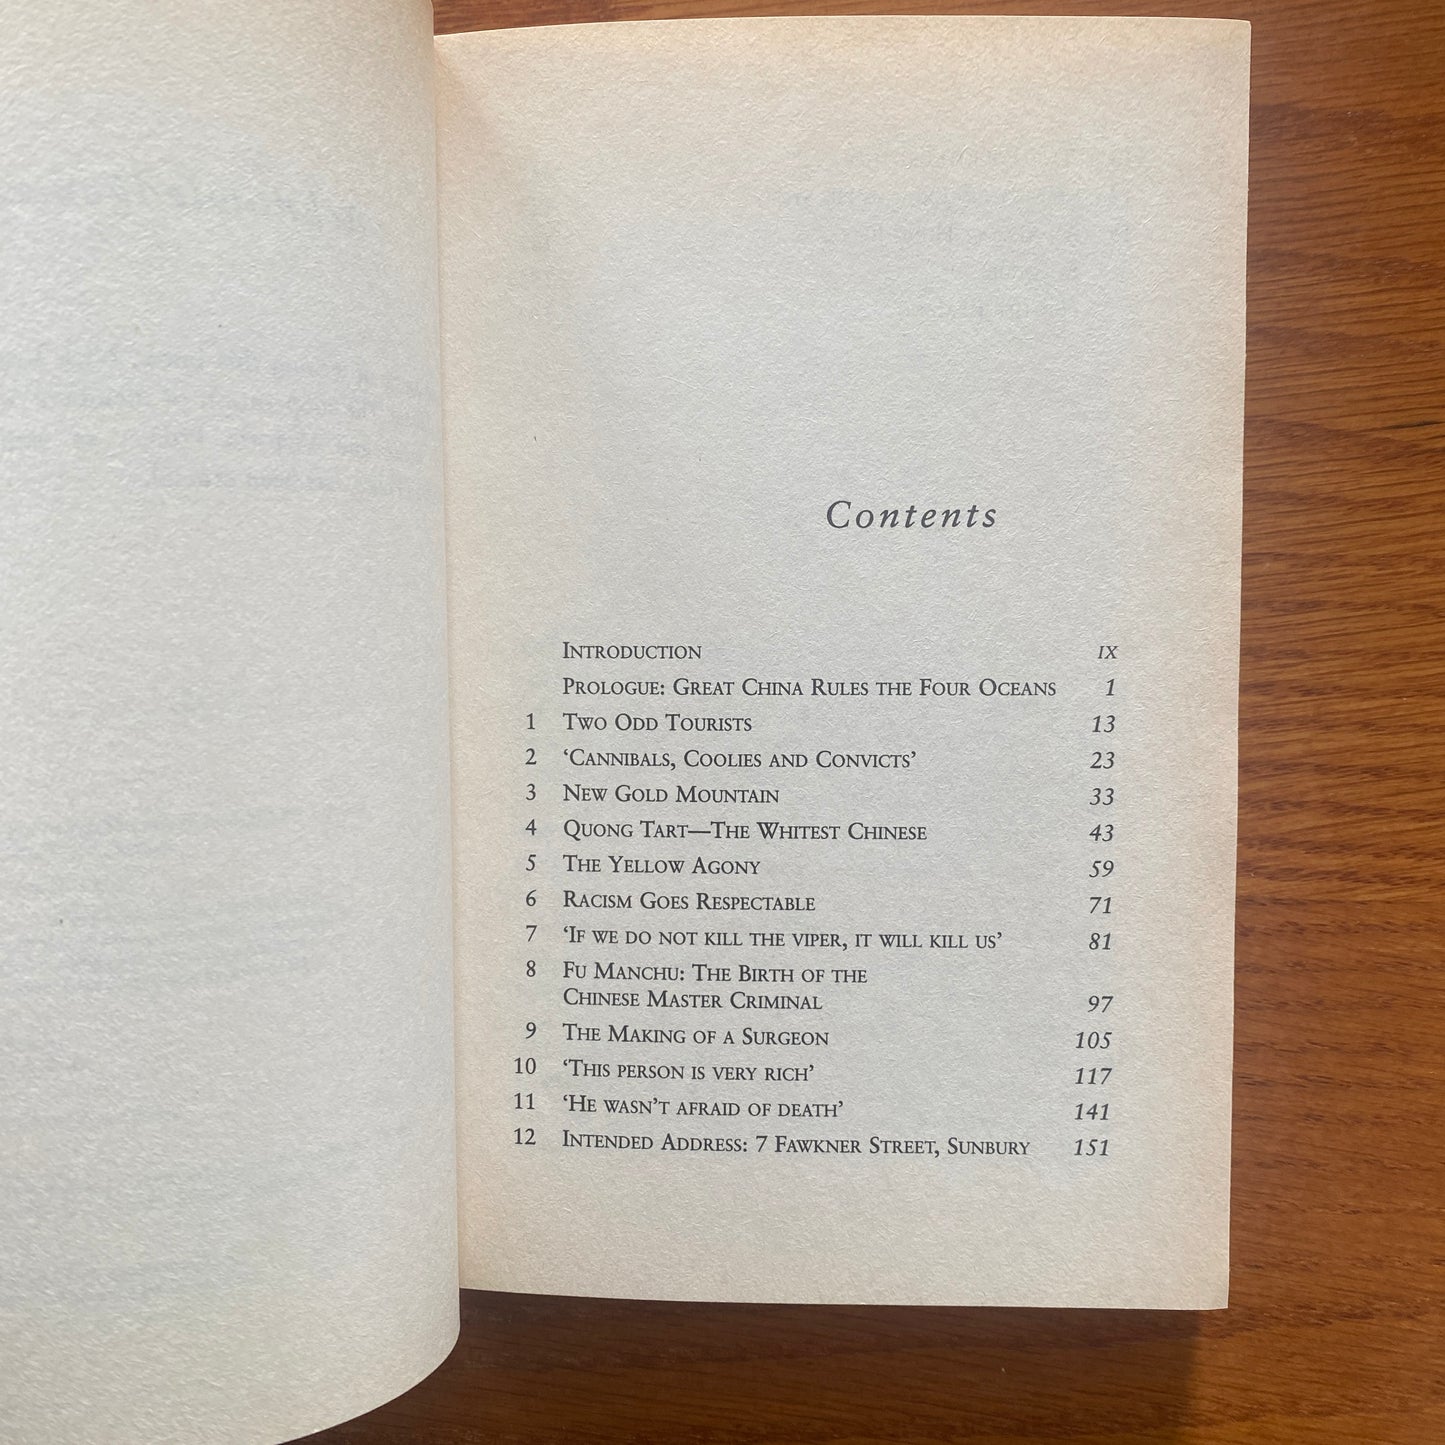 Contents
Introduction ix
Prologue: Great China Rules the Four Oceans 1
1 Two Odd Tourists 13
2 ‘Cannibals, Coolies and Convicts’ 23
3 New Gold Mountain 33
4 Quong Tart—The Whitest Chinese 43
5 The Yellow Agony 59
6 Racism Goes Respectable 71
7 ‘If we do not kill the viper, it will kill us’ 81
8 Fu Manchu: The Birth of the
Chinese Master Criminal 97
9 The Making of a Surgeon 105
10 ‘This person is very rich’ 117
11 ‘He wasn’t afraid of death’ 141
12 Intended Address: 7 Fawkner Street, Sunbury 151